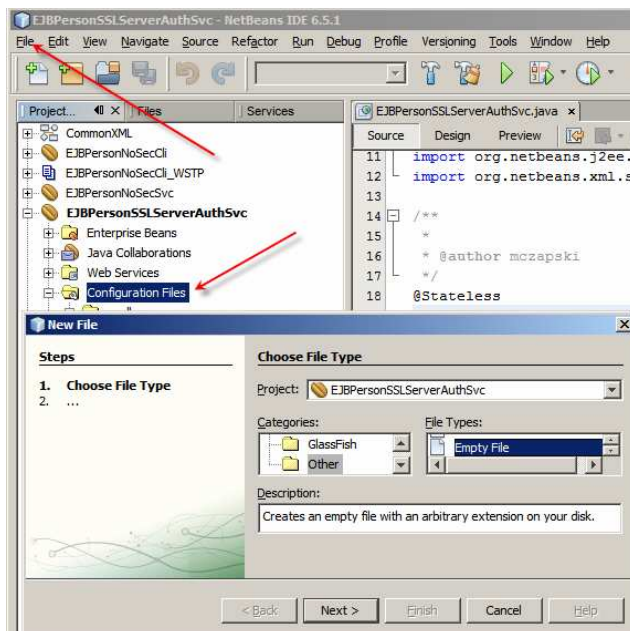 EJBPersonSSLServerAuthSvc - NetBeans IDE 6.5.1
File Edit View Navigate Source Refactor Run Debug Profile Versioning Tools Window Help
Project... Files Services
EJBPersonSSLServerAuthSvc.java x
CommonXML
EJBPersonNoSecCli
EJBPersonNoSecCli_WSTP
EJBPersonNoSecSvc
EJBPersonSSLServerAuthSvc
Enterprise Beans
Java Collaborations
Web Services
Configuration Files
Source Design Preview
11 import org.netbeans.j2ee.
12 import org.netbeans.xml.s
13
14 /**
15 *
16 * @author mczapski
17 */
18 @Stateless
New File
Steps
1. Choose File Type
2. ...
Choose File Type
Project: EJBPersonSSLServerAuthSvc
Categories:
GlassFish
Other
File Types:
Empty File
Description:
Creates an empty file with an arbitrary extension on your disk.
< Back Next > Finish Cancel Help